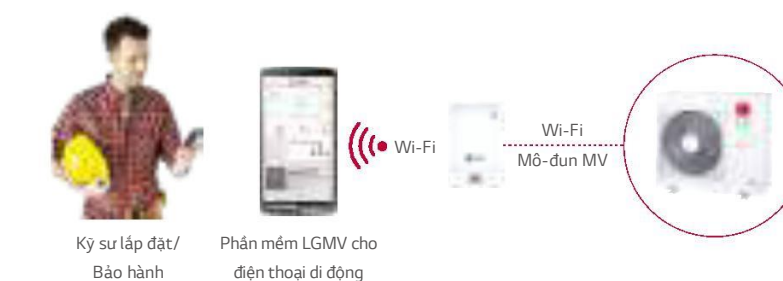 Wi-Fi
Wi-Fi
Mô-đun MV
Kỹ sư lắp đặt/
Bảo hành
Phần mềm LGMV cho
điện thoại di động